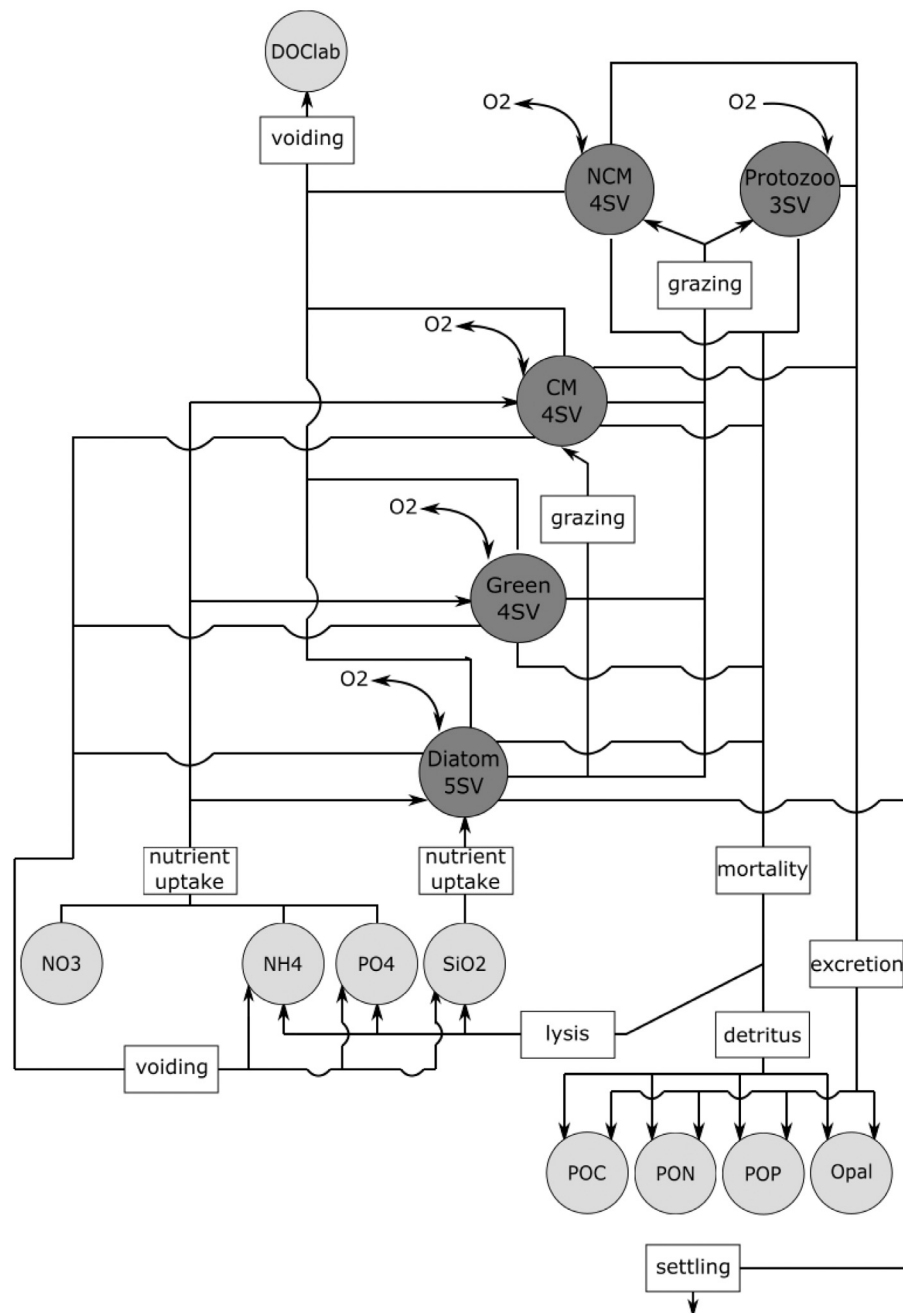 DOClab
O2
O2
voiding
NCM
4SV
Protozoo
3SV
grazing
O2
CM
4SV
O2
grazing
Green
4SV
O2
Diatom
5SV
nutrient
uptake
nutrient
uptake
mortality
NO3
NH4
PO4
SiO2
excretion
lysis
detritus
voiding
POC
PON
POP
Opal
settling